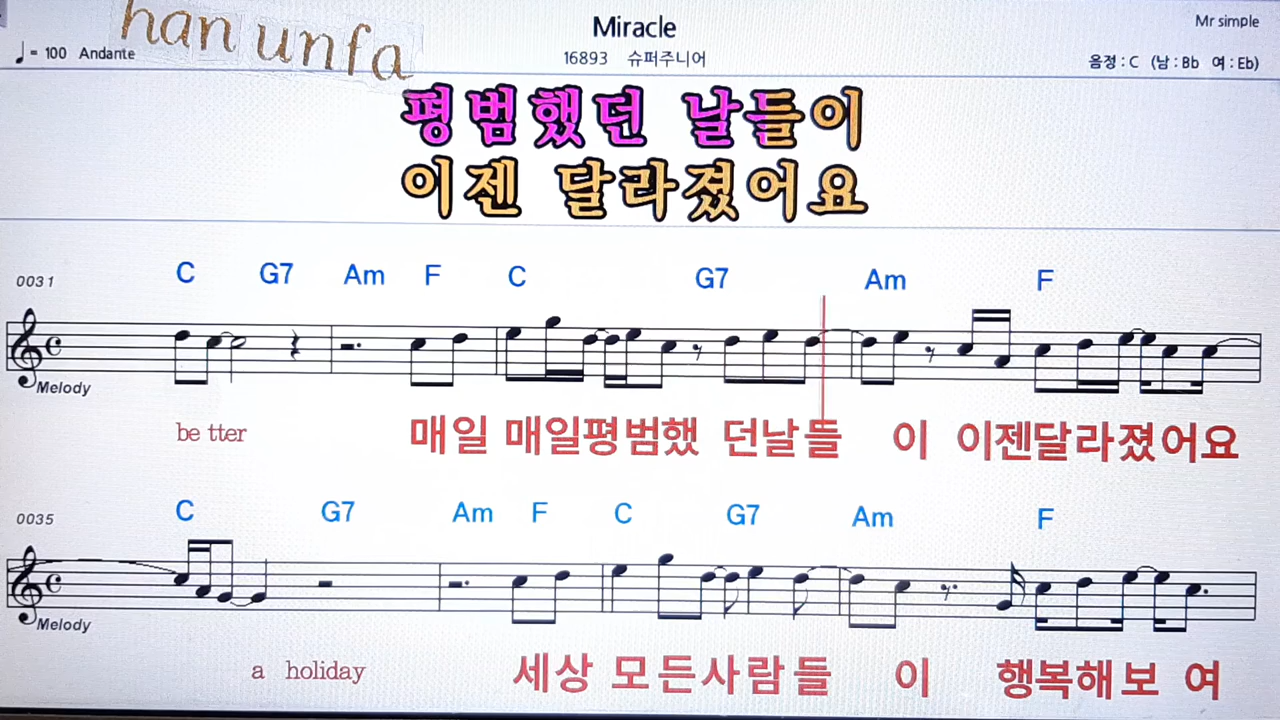 han unfa
Miracle
Mr simple
♩= 100 Andante
16893 슈퍼주니어
음정 : C (남 : Bb 여 : Eb)
평범했던 날들이
이젠 달라졌어요
0031
C G7 Am F C G7 Am F
Melody
be tter 매일 매일평범했 던날들 이 이젠달라졌어요
0035
C G7 Am F C G7 Am F
Melody
a holiday 세상 모든사람들 이 행복해보 여